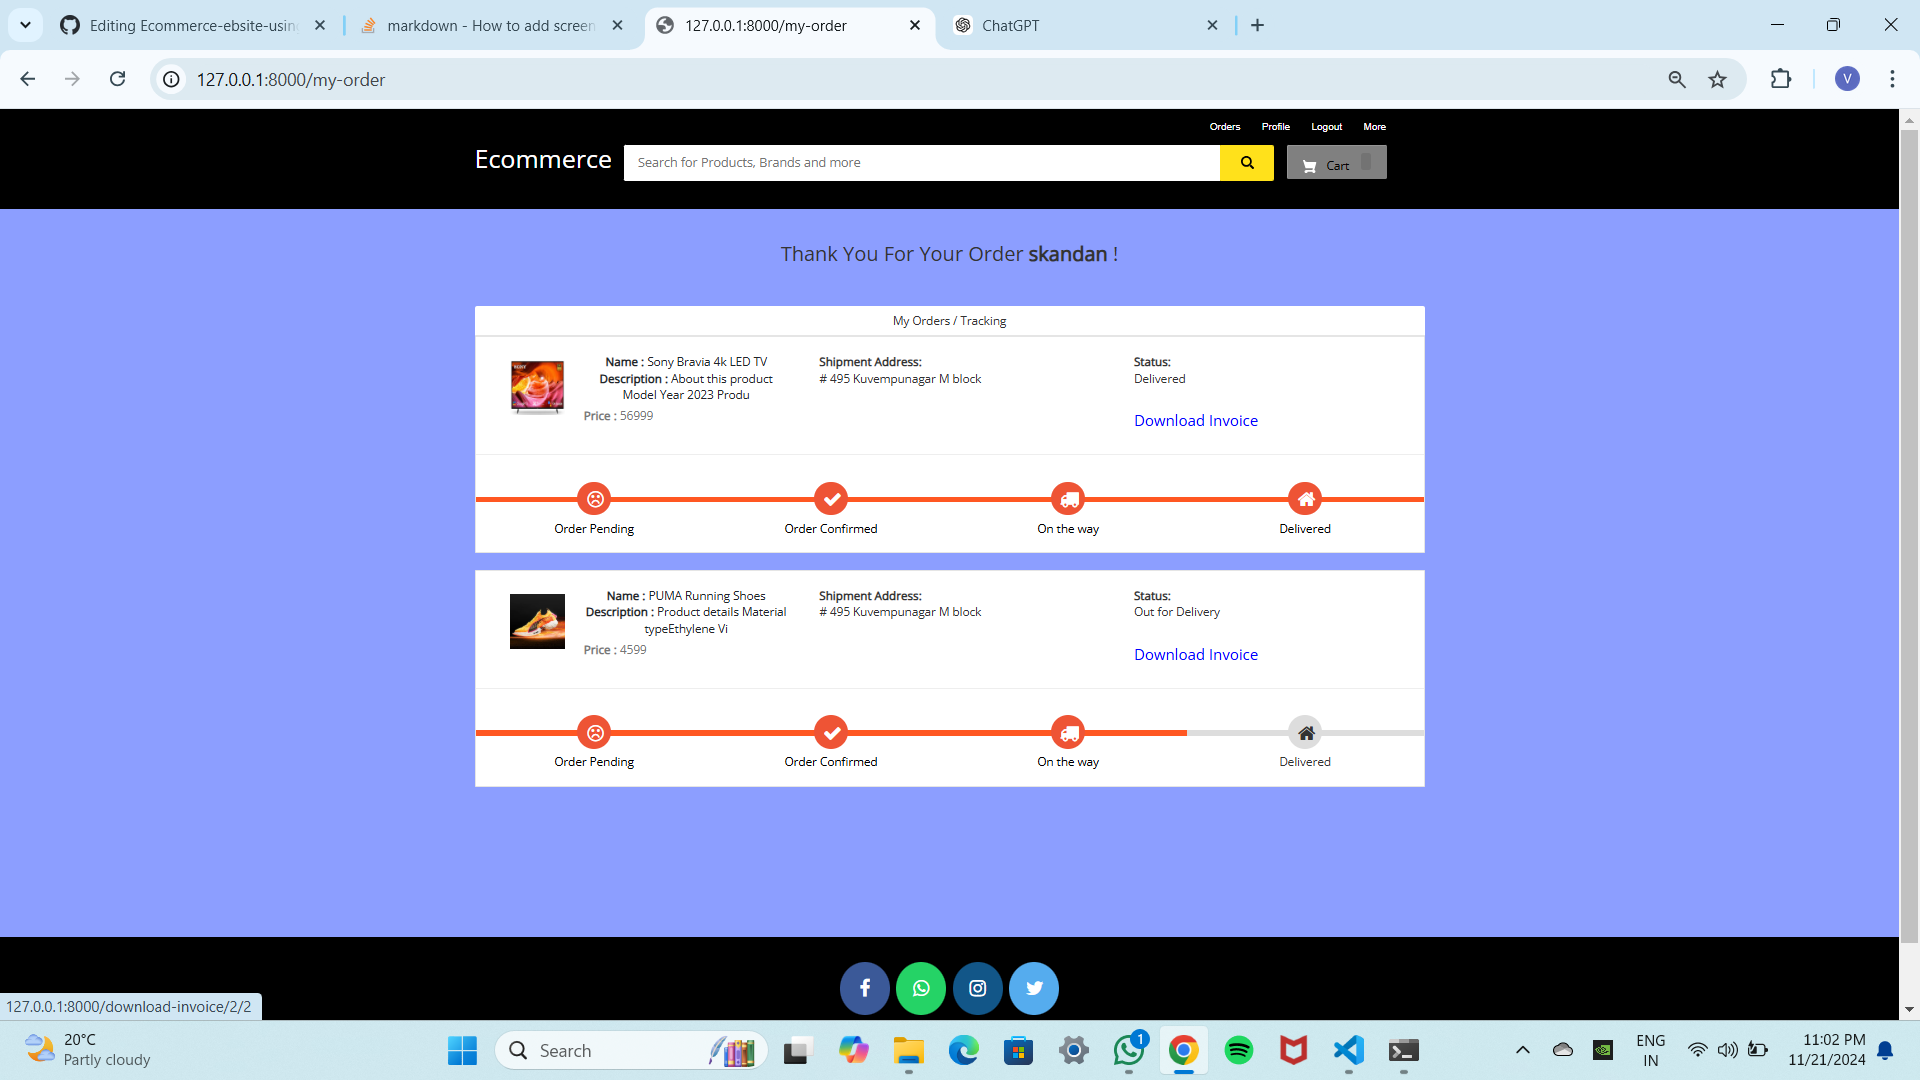 Editing Ecommerce-ebsite-usin
markdown - How to add screen
127.0.0.1:8000/my-order
ChatGPT
127.0.0.1:8000/my-order
V
Orders Profile Logout More
Ecommerce
Search for Products, Brands and more
Cart
Thank You For Your Order skandan !
My Orders / Tracking
Name : Sony Bravia 4k LED TV
Description : About this product
Model Year 2023 Produ
Price : 56999
Shipment Address:
# 495 Kuvempunagar M block
Status:
Delivered
Download Invoice
Order Pending
Order Confirmed
On the way
Delivered
Name : PUMA Running Shoes
Description : Product details Material
typeEthylene Vi
Price : 4599
Shipment Address:
# 495 Kuvempunagar M block
Status:
Out for Delivery
Download Invoice
Order Pending
Order Confirmed
On the way
Delivered
127.0.0.1:8000/download-invoice/2/2
20°C
Partly cloudy
Search
1
ENG
IN
11:02 PM
11/21/2024